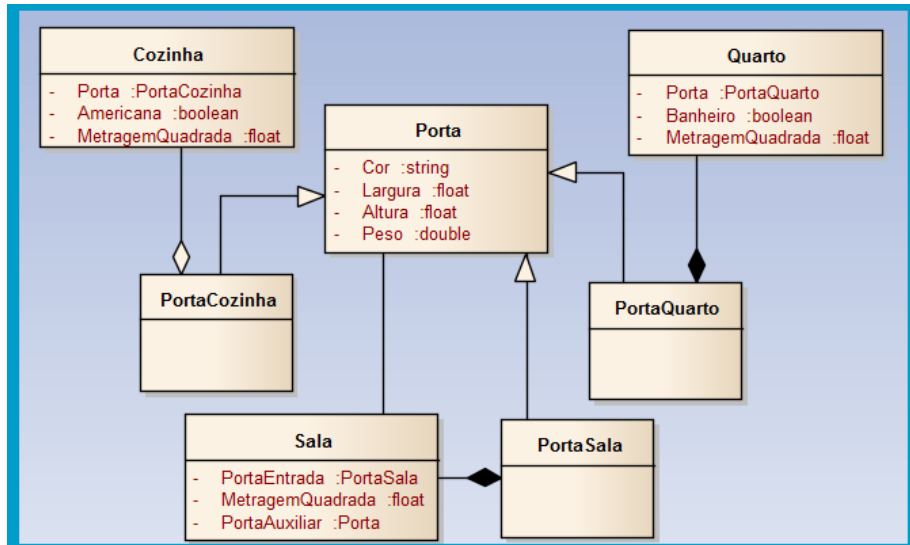 Cozinha
- Porta :PortaCozinha
- Americana :boolean
- MetragemQuadrada :float
Quarto
- Porta :PortaQuarto
- Banheiro :boolean
- MetragemQuadrada :float
Porta
- Cor :string
- Largura :float
- Altura :float
- Peso :double
PortaCozinha
PortaQuarto
Sala
- PortaEntrada :PortaSala
- MetragemQuadrada :float
- PortaAuxiliar :Porta
PortaSala